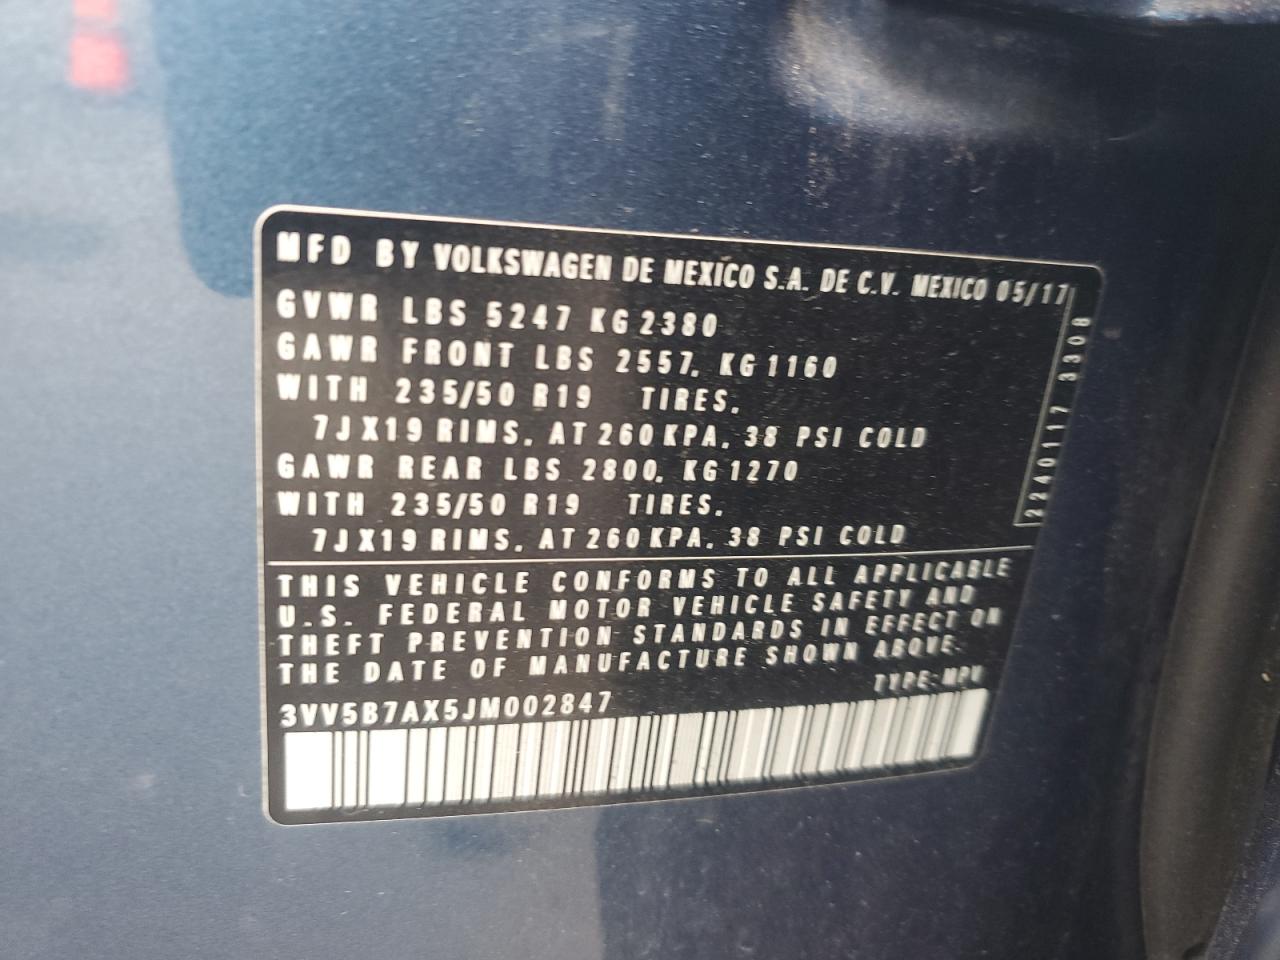 MFD BY VOLKSWAGEN DE MEXICO S.A. DE C.V. MEXICO 05/17
GVWR LBS 5247 KG 2380
GAWR FRONT LBS 2557, KG 1160
WITH 235/50 R19 TIRES,
7JX19 RIMS, AT 260 KPA, 38 PSI COLD
GAWR REAR LBS 2800, KG 1270
WITH 235/50 R19 TIRES,
7JX19 RIMS, AT 260 KPA, 38 PSI COLD
2240117 3308
THIS VEHICLE CONFORMS TO ALL APPLICABLE
U.S. FEDERAL MOTOR VEHICLE SAFETY AND
THEFT PREVENTION STANDARDS IN EFFECT ON
THE DATE OF MANUFACTURE SHOWN ABOVE.
TYPE: MPV
3VV5B7AX5JM002847